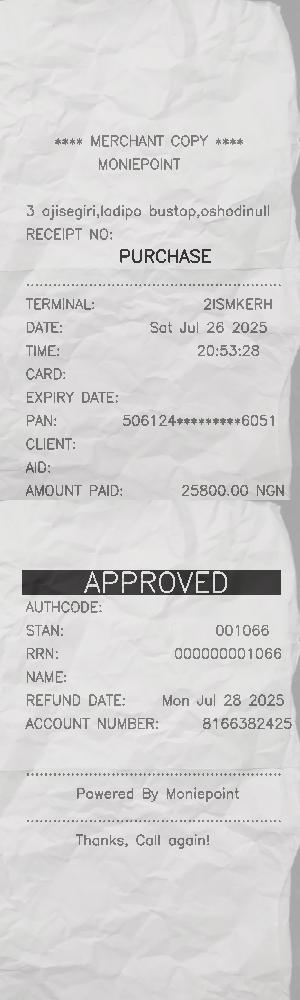 **** MERCHANT COPY ****
MONIEPOINT
3 ajisegiri,ladipo bustop,oshodinull
RECEIPT NO:
PURCHASE
TERMINAL: 2ISMKERH
DATE: Sat Jul 26 2025
TIME: 20:53:28
CARD:
EXPIRY DATE:
PAN: 506124*********6051
CLIENT:
AID:
AMOUNT PAID: 25800.00 NGN
APPROVED
AUTHCODE:
STAN: 001066
RRN: 000000001066
NAME:
REFUND DATE: Mon Jul 28 2025
ACCOUNT NUMBER: 8166382425
Powered By Moniepoint
Thanks, Call again!